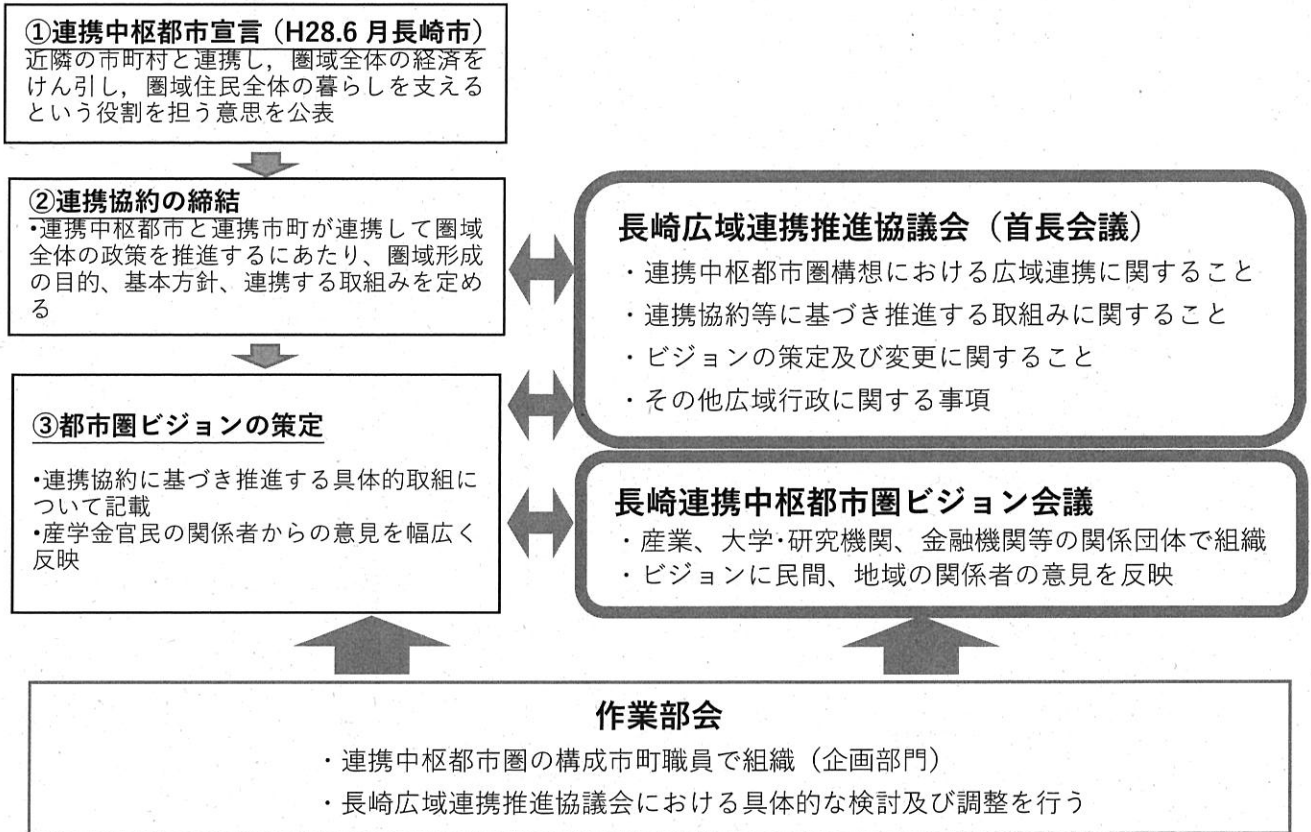 ①連携中枢都市宣言（H28.6 月長崎市）
近隣の市町村と連携し，圏域全体の経済を
けん引し，圏域住民全体の暮らしを支える
という役割を担う意思を公表
②連携協約の締結
•連携中枢都市と連携市町が連携して圏域
全体の政策を推進するにあたり、圏域形成
の目的、基本方針、連携する取組みを定め
る
③都市圏ビジョンの策定
•連携協約に基づき推進する具体的取組に
ついて記載
•産学金官民の関係者からの意見を幅広く
反映
長崎広域連携推進協議会（首長会議）
・連携中枢都市圏構想における広域連携に関すること
・連携協約等に基づき推進する取組みに関すること
・ビジョンの策定及び変更に関すること
・その他広域行政に関する事項
長崎連携中枢都市圏ビジョン会議
・産業、大学･研究機関、金融機関等の関係団体で組織
・ビジョンに民間、地域の関係者の意見を反映
作業部会
・連携中枢都市圏の構成市町職員で組織（企画部門）
・長崎広域連携推進協議会における具体的な検討及び調整を行う